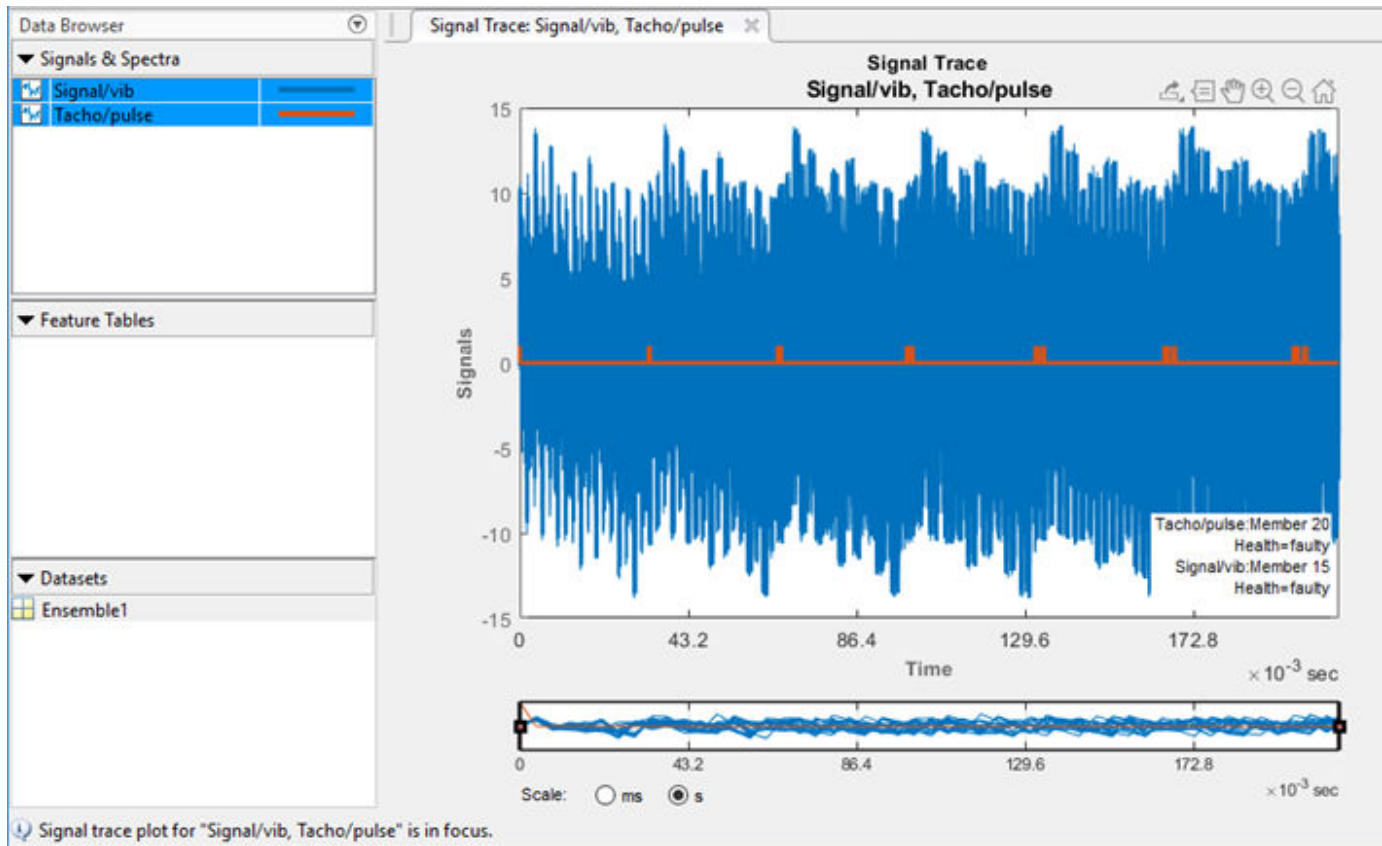 Data Browser
Signals & Spectra
Signal/vib
Tacho/pulse
Feature Tables
Datasets
Ensemble1
Signal Trace: Signal/vib, Tacho/pulse
Signal Trace
Signal/vib, Tacho/pulse
15
10
5
0
-5
-10
-15
Signals
Tacho/pulse:Member 20
Health=faulty
Signal/vib:Member 15
Health=faulty
0 43.2 86.4 129.6 172.8
Time
×10⁻³ sec
0 43.2 86.4 129.6 172.8
×10⁻³ sec
Scale: ms s
Signal trace plot for "Signal/vib, Tacho/pulse" is in focus.